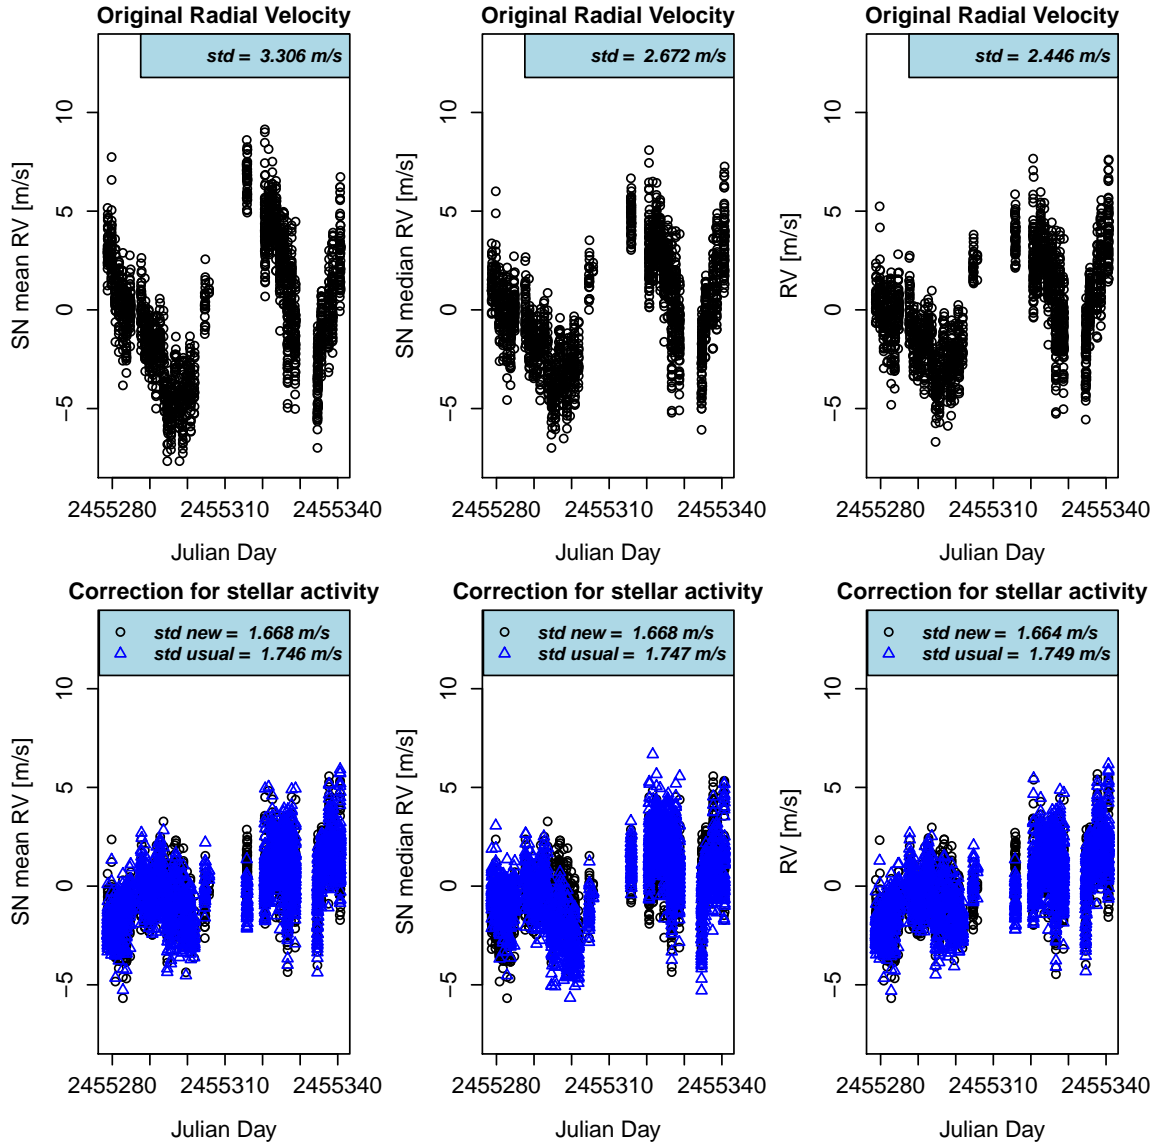 Original Radial Velocity
std = 3.306 m/s
SN mean RV [m/s]
10
5
0
−5
2455280 2455310 2455340
Julian Day
Original Radial Velocity
std = 2.672 m/s
SN median RV [m/s]
10
5
0
−5
2455280 2455310 2455340
Julian Day
Original Radial Velocity
std = 2.446 m/s
RV [m/s]
10
5
0
−5
2455280 2455310 2455340
Julian Day
Correction for stellar activity
std new = 1.668 m/s
std usual = 1.746 m/s
SN mean RV [m/s]
10
5
0
−5
2455280 2455310 2455340
Julian Day
Correction for stellar activity
std new = 1.668 m/s
std usual = 1.747 m/s
SN median RV [m/s]
10
5
0
−5
2455280 2455310 2455340
Julian Day
Correction for stellar activity
std new = 1.664 m/s
std usual = 1.749 m/s
RV [m/s]
10
5
0
−5
2455280 2455310 2455340
Julian Day